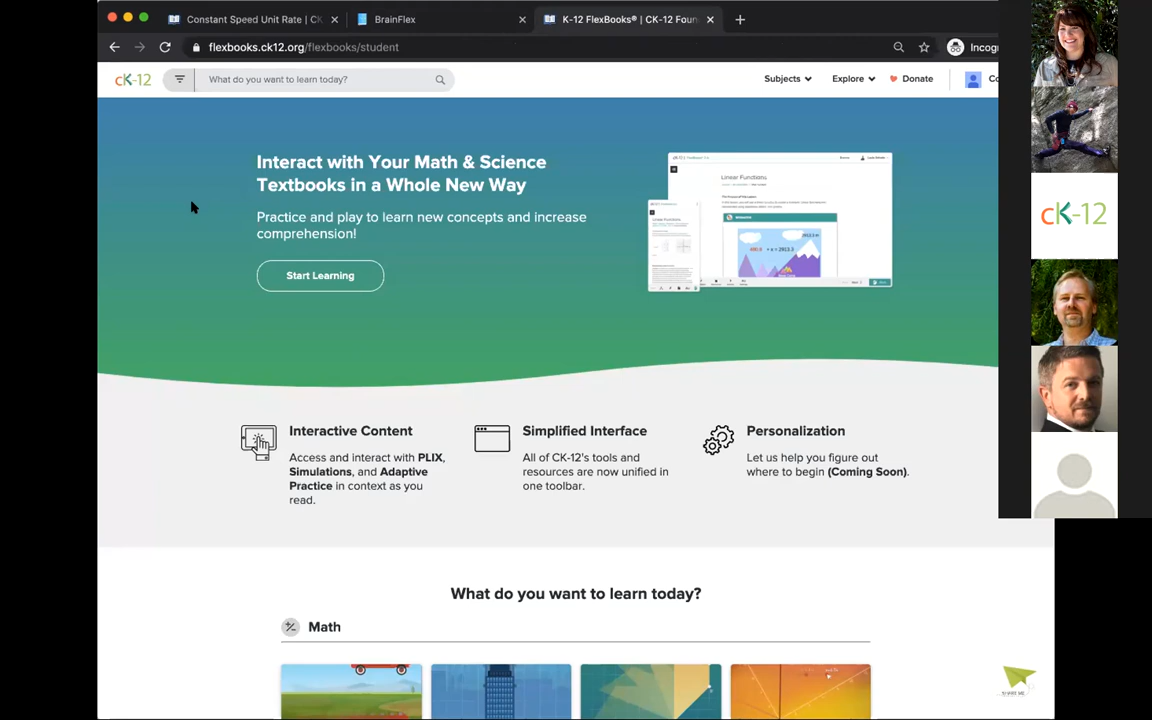 Constant Speed Unit Rate | CK
BrainFlex
K-12 FlexBooks® | CK-12 Foun
flexbooks.ck12.org/flexbooks/student
Incog
cK-12
What do you want to learn today?
Subjects
Explore
Donate
Co
Interact with Your Math & Science
Textbooks in a Whole New Way
Practice and play to learn new concepts and increase
comprehension!
Start Learning
Linear Functions
cK-12
Interactive Content
Access and interact with PLIX,
Simulations, and Adaptive
Practice in context as you
read.
Simplified Interface
All of CK-12's tools and
resources are now unified in
one toolbar.
Personalization
Let us help you figure out
where to begin (Coming Soon).
What do you want to learn today?
Math